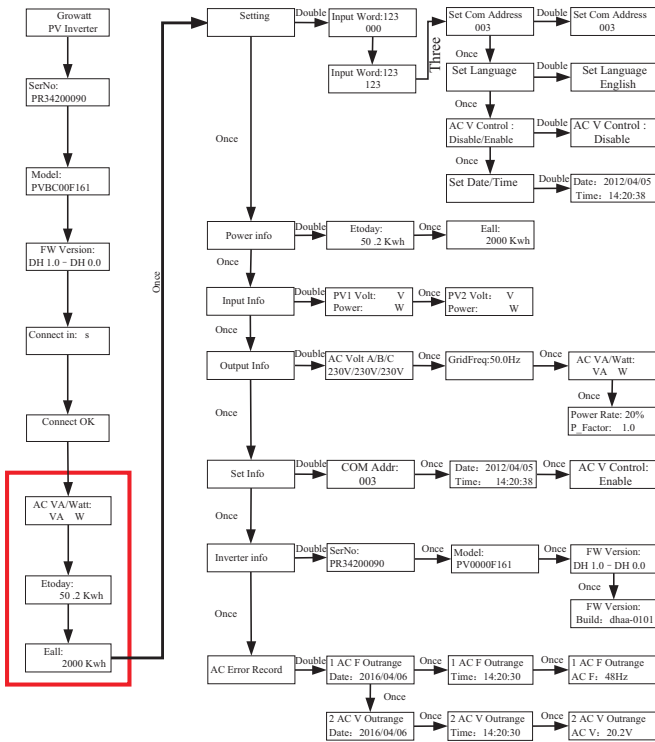 Growatt
PV Inverter
SerNo:
PR34200090
Model:
PVBC00F161
FW Version:
DH 1.0 - DH 0.0
Connect in: s
Connect OK
AC VA/Watt:
VA W
Etoday:
50 .2 Kwh
Eall:
2000 Kwh
Once
Setting
Double
Input Word:123
000
Input Word:123
123
Three
Set Com Address
003
Double
Set Com Address
003
Once
Set Language
Double
Set Language
English
Once
AC V Control :
Disable/Enable
Double
AC V Control :
Disable
Once
Set Date/Time
Double
Date: 2012/04/05
Time: 14:20:38
Once
Power info
Double
Etoday:
50 .2 Kwh
Once
Eall:
2000 Kwh
Once
Input Info
Double
PV1 Volt: V
Power: W
Once
PV2 Volt: V
Power: W
Once
Output Info
Double
AC Volt A/B/C
230V/230V/230V
Once
GridFreq:50.0Hz
Once
AC VA/Watt:
VA W
Once
Power Rate: 20%
P_Factor: 1.0
Once
Set Info
Double
COM Addr:
003
Once
Date: 2012/04/05
Time: 14:20:38
Once
AC V Control:
Enable
Once
Inverter info
Double
SerNo:
PR34200090
Once
Model:
PV0000F161
Once
FW Version:
DH 1.0 - DH 0.0
Once
FW Version:
Build: dhaa-0101
Once
AC Error Record
Double
1 AC F Outrange
Date: 2016/04/06
Once
1 AC F Outrange
Time: 14:20:30
Once
1 AC F Outrange
AC F: 48Hz
Once
2 AC V Outrange
Date: 2016/04/06
Once
2 AC V Outrange
Time: 14:20:30
Once
2 AC V Outrange
AC V: 20.2V